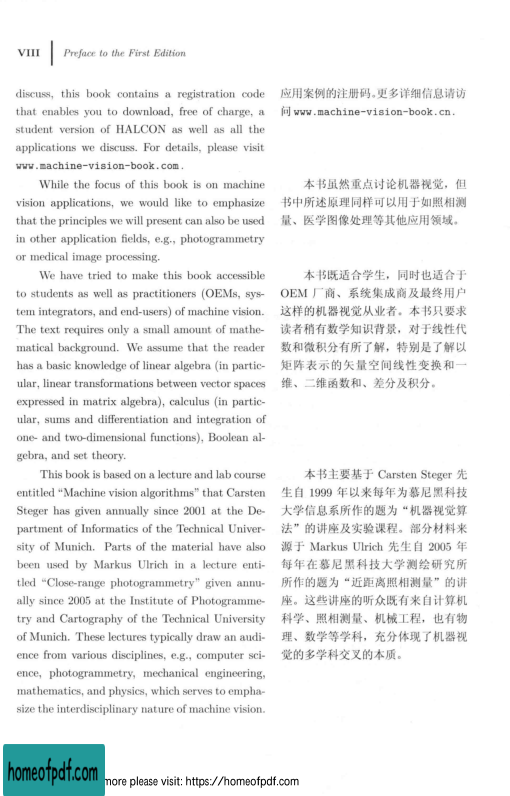 VIII Preface to the First Edition
discuss, this book contains a registration code
that enables you to download, free of charge, a
student version of HALCON as well as all the
applications we discuss. For details, please visit
www.machine-vision-book.com .
While the focus of this book is on machine
vision applications, we would like to emphasize
that the principles we will present can also be used
in other application fields, e.g., photogrammetry
or medical image processing.
We have tried to make this book accessible
to students as well as practitioners (OEMs, sys-
tem integrators, and end-users) of machine vision.
The text requires only a small amount of mathe-
matical background. We assume that the reader
has a basic knowledge of linear algebra (in partic-
ular, linear transformations between vector spaces
expressed in matrix algebra), calculus (in partic-
ular, sums and differentiation and integration of
one- and two-dimensional functions), Boolean al-
gebra, and set theory.
This book is based on a lecture and lab course
entitled “Machine vision algorithms” that Carsten
Steger has given annually since 2001 at the De-
partment of Informatics of the Technical Univer-
sity of Munich. Parts of the material have also
been used by Markus Ulrich in a lecture enti-
tled “Close-range photogrammetry” given annu-
ally since 2005 at the Institute of Photogramme-
try and Cartography of the Technical University
of Munich. These lectures typically draw an audi-
ence from various disciplines, e.g., computer sci-
ence, photogrammetry, mechanical engineering,
mathematics, and physics, which serves to empha-
size the interdisciplinary nature of machine vision.
应用案例的注册码。更多详细信息请访
问 www.machine-vision-book.cn.
本书虽然重点讨论机器视觉，但
书中所述原理同样可以用于如照相测
量、医学图像处理等其他应用领域。
本书既适合学生，同时也适合于
OEM 厂商、系统集成商及最终用户
这样的机器视觉从业者。本书只要求
读者稍有数学知识背景，对于线性代
数和微积分有所了解，特别是了解以
矩阵表示的矢量空间线性变换和一
维、二维函数和、差分及积分。
本书主要基于 Carsten Steger 先
生自 1999 年以来每年为慕尼黑科技
大学信息系所作的题为“机器视觉算
法”的讲座及实验课程。部分材料来
源于 Markus Ulrich 先生自 2005 年
每年在慕尼黑科技大学测绘研究所
所作的题为“近距离照相测量”的讲
座。这些讲座的听众既有来自计算机
科学、照相测量、机械工程，也有物
理、数学等学科，充分体现了机器视
觉的多学科交叉的本质。
homeofpdf.com more please visit: https://homeofpdf.com